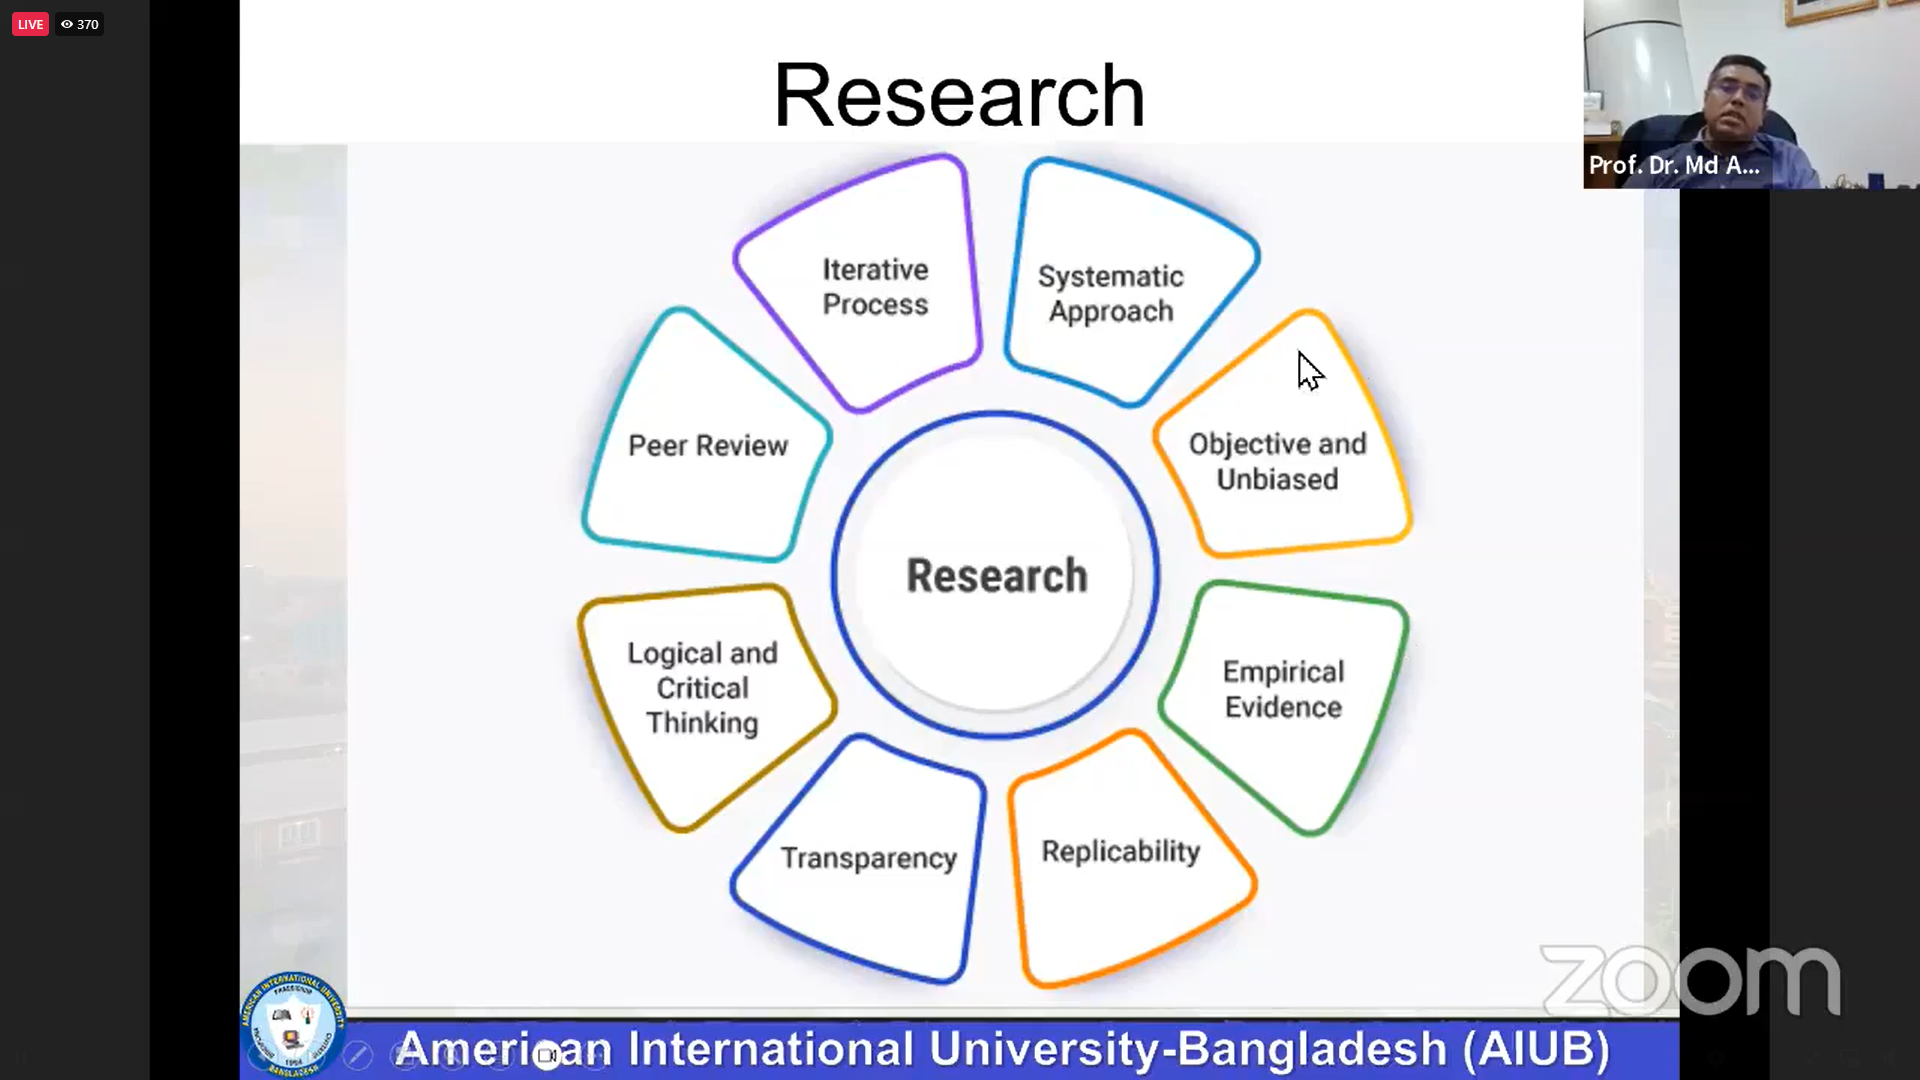 LIVE 370
Research
Prof. Dr. Md A...
Iterative
Process
Systematic
Approach
Peer Review
Objective and
Unbiased
Research
Logical and
Critical
Thinking
Empirical
Evidence
Transparency
Replicability
zoom
AMERICAN INTERNATIONAL UNIVERSITY
BANGLADESH
American International University-Bangladesh (AIUB)